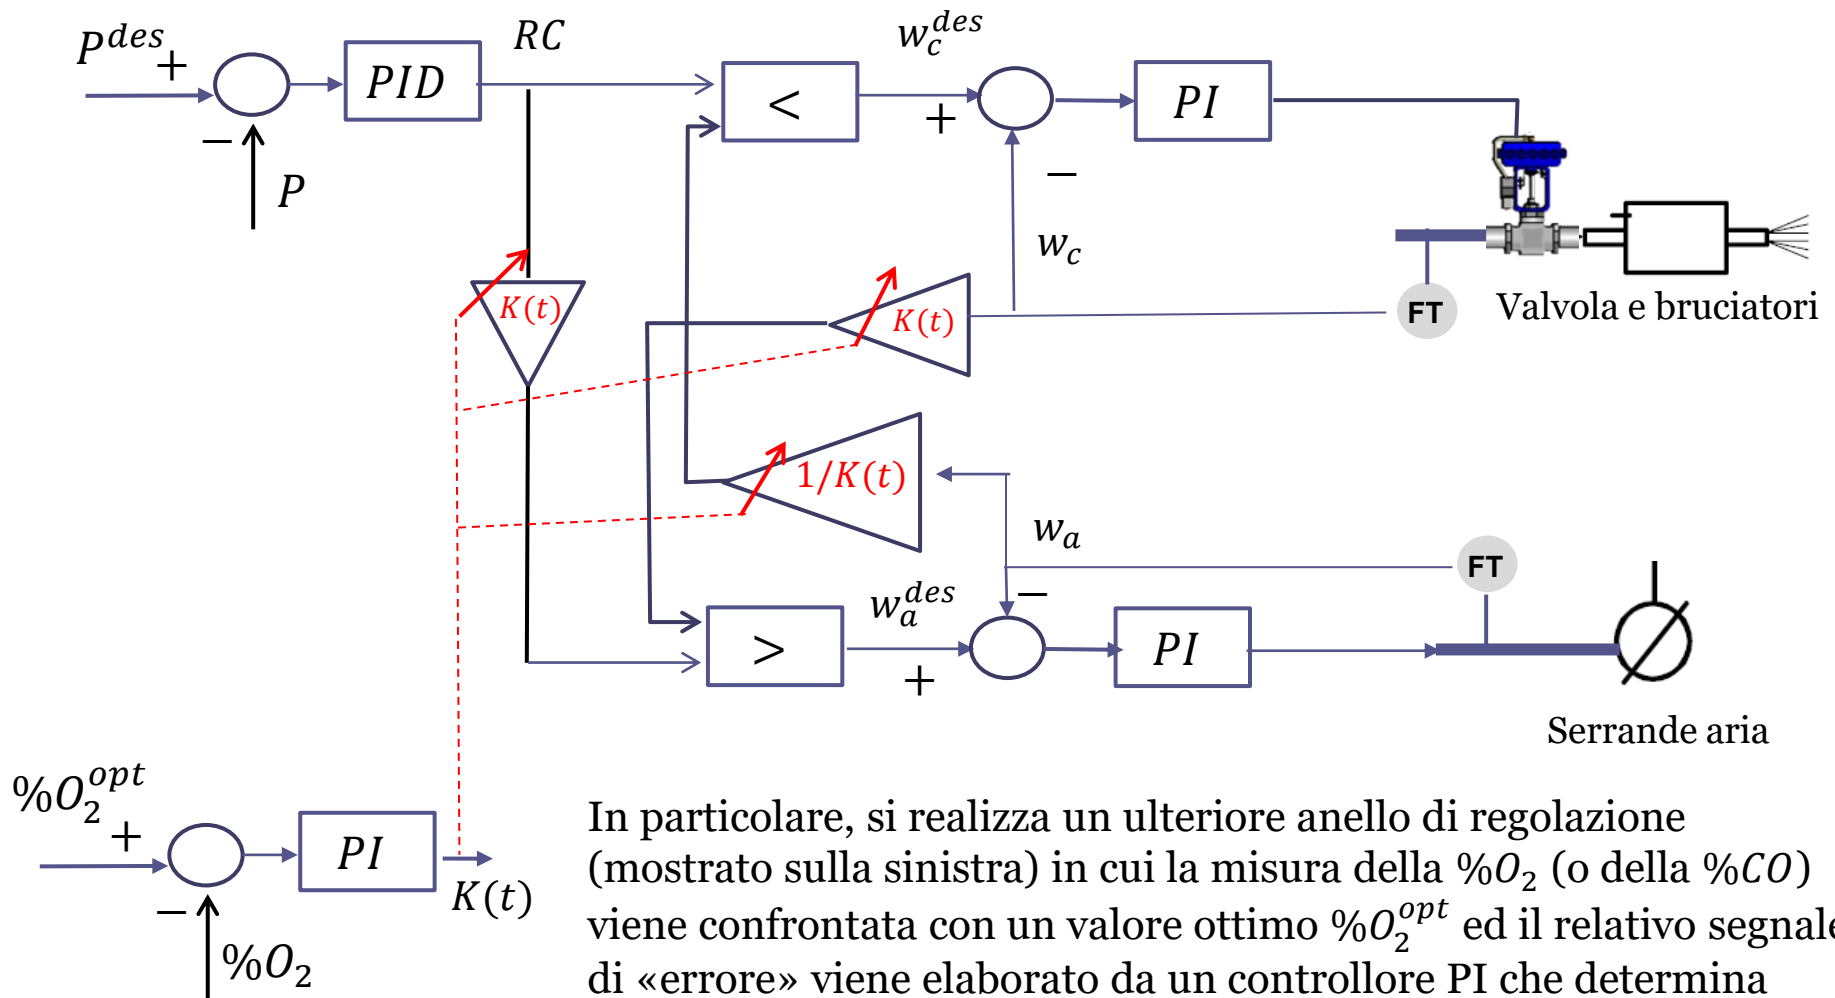 P^{des}
+
−
P
PID
RC
<
w_c^{des}
+
−
PI
w_c
K(t)
K(t)
FT
Valvola e bruciatori
1/K(t)
w_a
FT
>
w_a^{des}
−
+
PI
Serrande aria
%O_2^{opt}
+
−
%O_2
PI
K(t)
In particolare, si realizza un ulteriore anello di regolazione
(mostrato sulla sinistra) in cui la misura della %O_2 (o della %CO)
viene confrontata con un valore ottimo %O_2^{opt} ed il relativo segnale
di «errore» viene elaborato da un controllore PI che determina